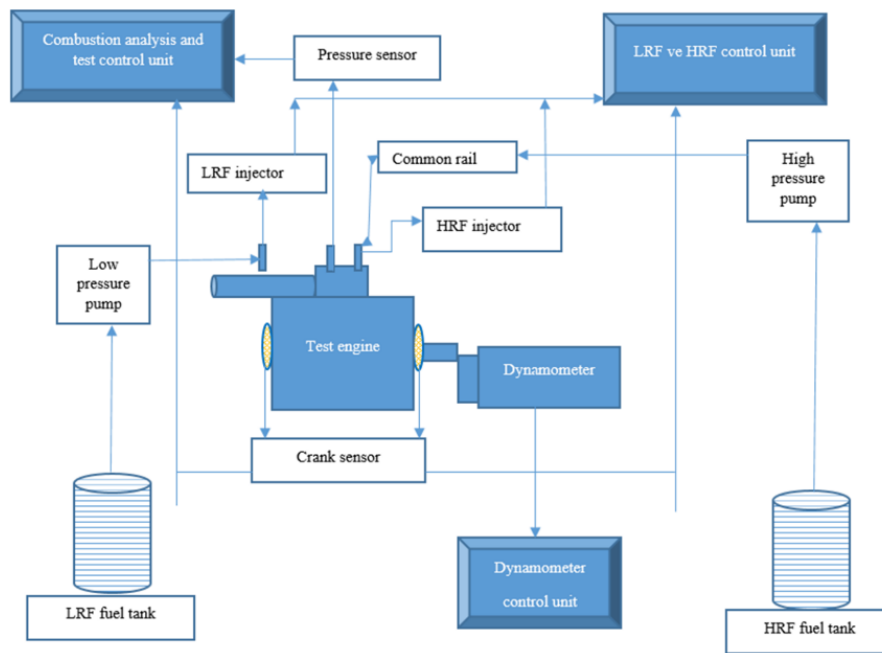 Combustion analysis and
test control unit
Pressure sensor
LRF ve HRF control unit
LRF injector
Common rail
High
pressure
pump
HRF injector
Low
pressure
pump
Test engine
Dynamometer
Crank sensor
Dynamometer
control unit
LRF fuel tank
HRF fuel tank